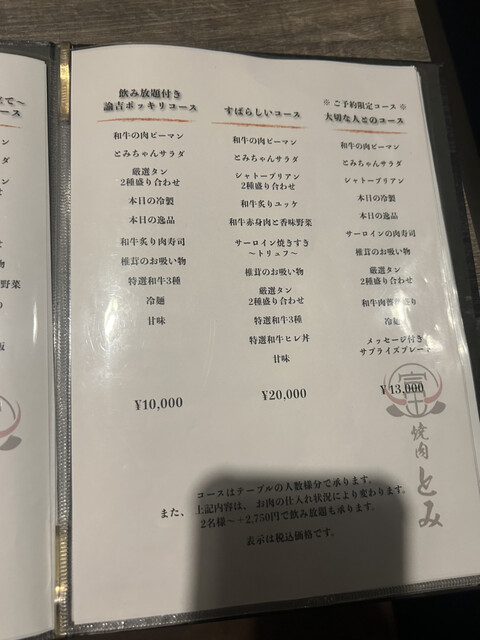 飲み放題付き
諭吉ポッキリコース
和牛の肉ピーマン
とみちゃんサラダ
厳選タン
2種盛り合わせ
本日の冷製
本日の逸品
和牛炙り肉寿司
椎茸のお吸い物
特選和牛3種
冷麺
甘味
¥10,000
すばらしいコース
和牛の肉ピーマン
とみちゃんサラダ
シャトーブリアン
2種盛り合わせ
和牛炙りユッケ
和牛赤身肉と香味野菜
サーロイン焼きすき
～トリュフ～
椎茸のお吸い物
厳選タン
2種盛り合わせ
特選和牛3種
特選和牛ヒレ丼
甘味
¥20,000
※ ご予約限定コース ※
大切な人とのコース
和牛の肉ピーマン
とみちゃんサラダ
シャトーブリアン
本日の冷製
本日の逸品
サーロインの肉寿司
椎茸のお吸い物
厳選タン
2種盛り合わせ
和牛肉盛り
冷麺
メッセージ付き
サプライズプレート
¥13,000
焼肉 とみ
コースはテーブルの人数様分で承ります。
また、上記内容は、お肉の仕入れ状況により変わります。
2名様～+2,750円で飲み放題も承ります。
表示は税込価格です。